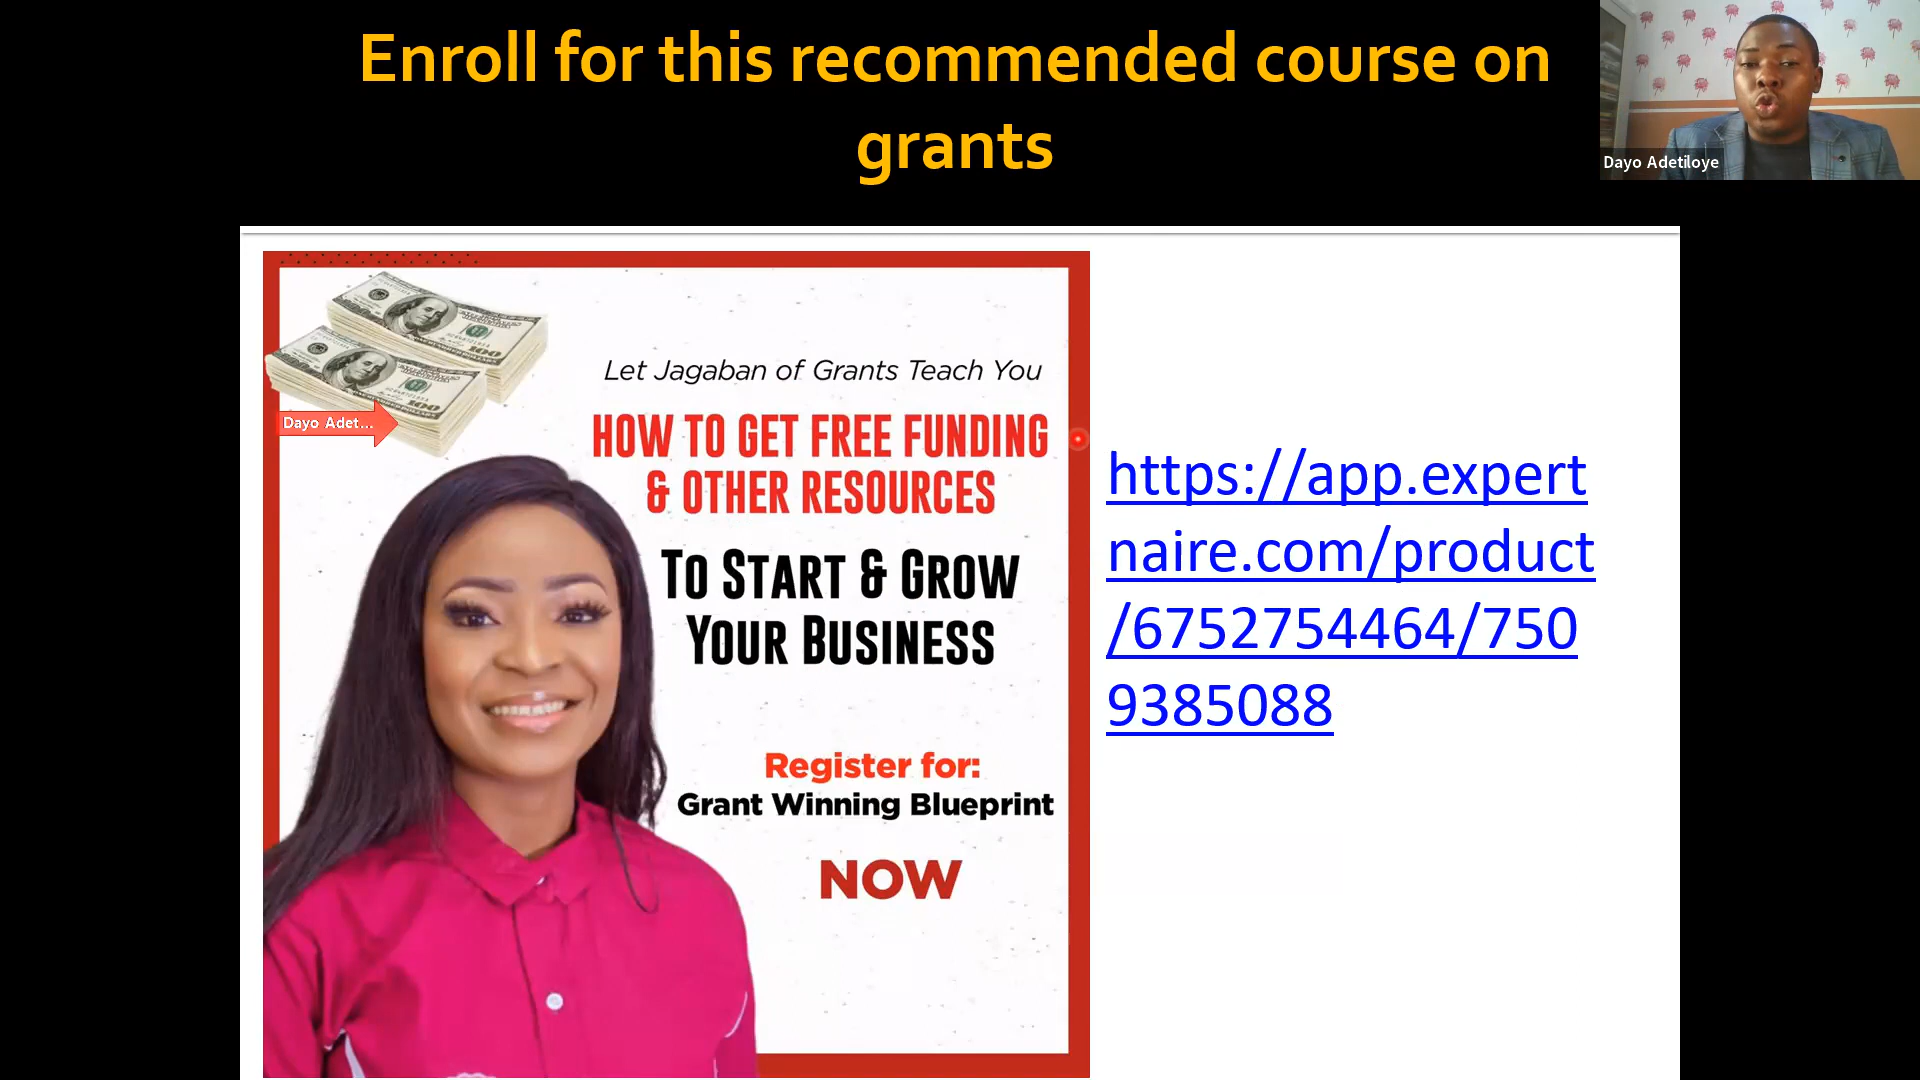 Enroll for this recommended course on
grants
Dayo Adetiloye
Let Jagaban of Grants Teach You
HOW TO GET FREE FUNDING
& OTHER RESOURCES
TO START & GROW
YOUR BUSINESS
Dayo Adet...
Register for:
Grant Winning Blueprint
NOW
https://app.expert
naire.com/product
/6752754464/750
9385088